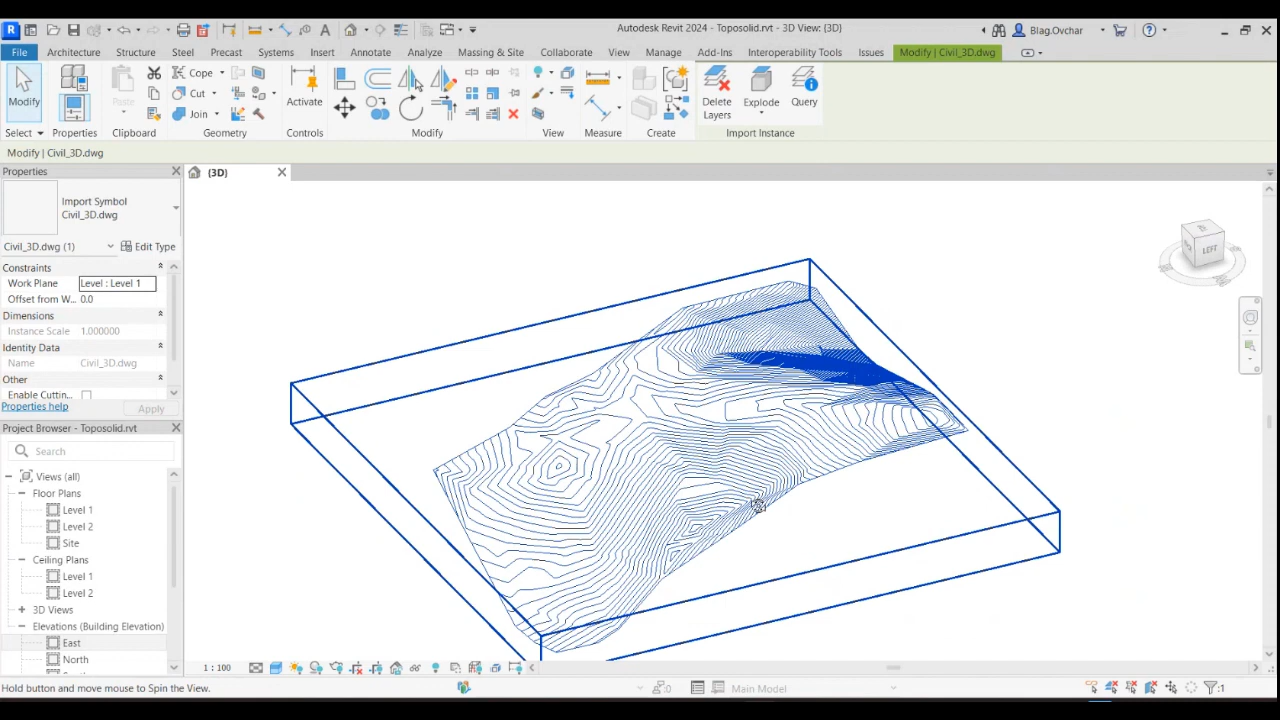 Autodesk Revit 2024 - Toposolid.rvt - 3D View: {3D}
Blag.Ovchar
File Architecture Structure Steel Precast Systems Insert Annotate Analyze Massing & Site Collaborate View Manage Add-Ins Interoperability Tools Issues Modify | Civil_3D.dwg
Modify
Paste
Cope
Cut
Join
Activate
Delete Layers
Explode
Query
Select Properties Clipboard Geometry Controls Modify View Measure Create Import Instance
Modify | Civil_3D.dwg
Properties
(3D)
Import Symbol
Civil_3D.dwg
Civil_3D.dwg (1) Edit Type
Constraints
Work Plane Level : Level 1
Offset from W... 0.0
Dimensions
Instance Scale 1.000000
Identity Data
Name Civil_3D.dwg
Other
Enable Cuttin...
Properties help Apply
Project Browser - Toposolid.rvt
Search
Views (all)
Floor Plans
Level 1
Level 2
Site
Ceiling Plans
Level 1
Level 2
3D Views
Elevations (Building Elevation)
East
North
LEFT
1 : 100
Hold button and move mouse to Spin the View.
:0
Main Model
:1